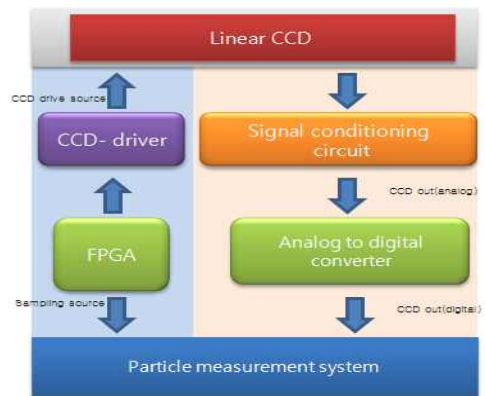 Linear CCD
CCD drive source
CCD- driver
Signal conditioning
circuit
CCD out(analog)
FPGA
Analog to digital
converter
Sampling source
CCD out(digital)
Particle measurement system